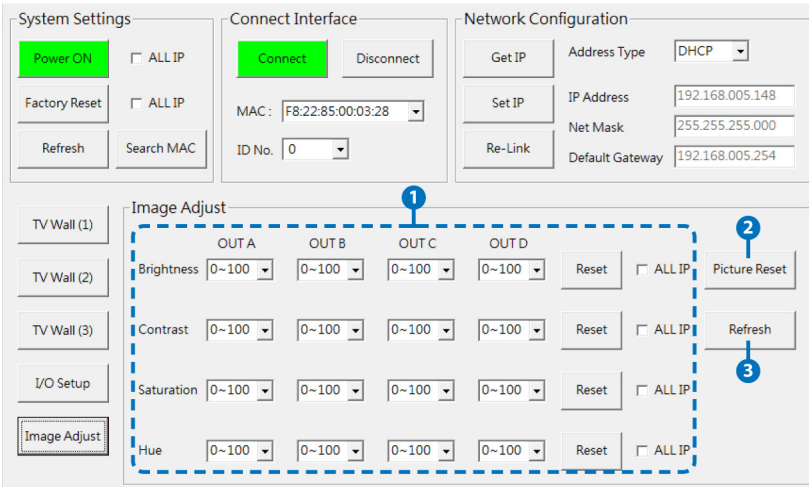 System Settings
Power ON ALL IP
Factory Reset ALL IP
Refresh Search MAC
Connect Interface
Connect Disconnect
MAC : F8:22:85:00:03:28
ID No. 0
Network Configuration
Get IP Address Type DHCP
Set IP IP Address 192.168.005.148
Net Mask 255.255.255.000
Re-Link Default Gateway 192.168.005.254
TV Wall (1)
TV Wall (2)
TV Wall (3)
I/O Setup
Image Adjust
Image Adjust
1
OUT A OUT B OUT C OUT D
Brightness 0~100 0~100 0~100 0~100 Reset ALL IP
Contrast 0~100 0~100 0~100 0~100 Reset ALL IP
Saturation 0~100 0~100 0~100 0~100 Reset ALL IP
Hue 0~100 0~100 0~100 0~100 Reset ALL IP
2
Picture Reset
Refresh
3